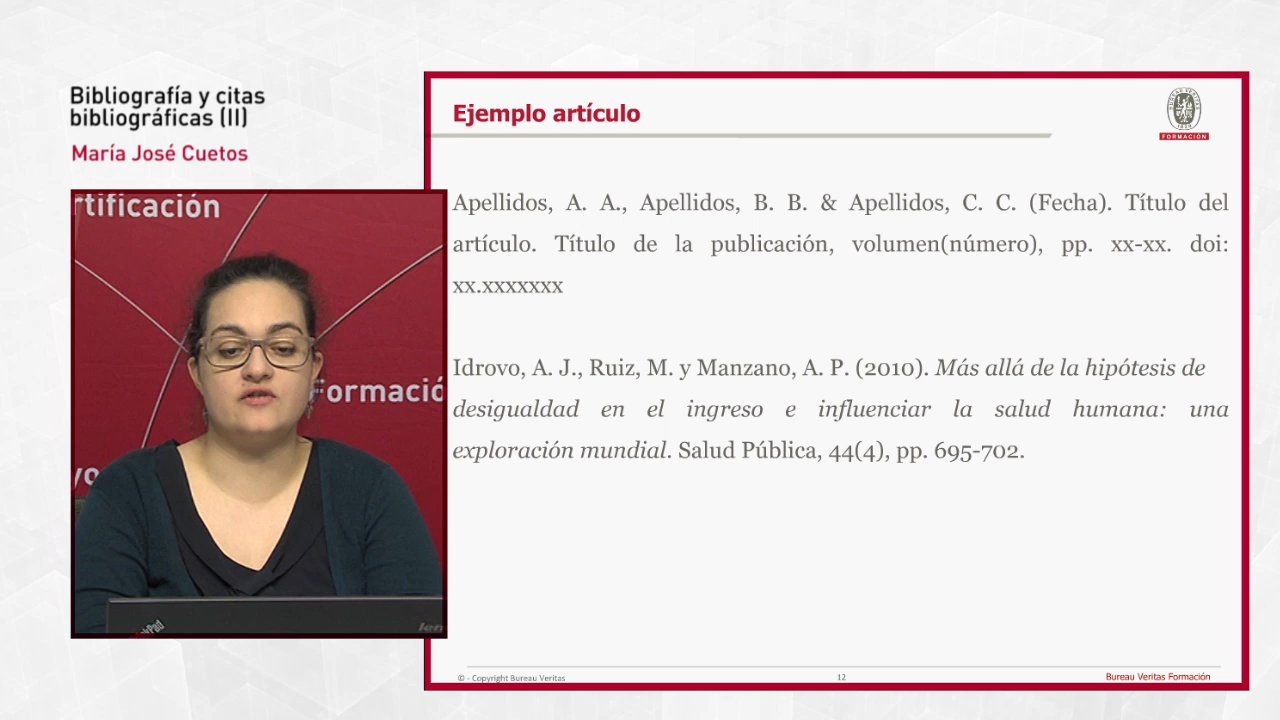 Bibliografía y citas
bibliográficas (II)
María José Cuetos
rtificación
Formació
Ejemplo artículo
FORMACIÓN
Apellidos, A. A., Apellidos, B. B. & Apellidos, C. C. (Fecha). Título del
artículo. Título de la publicación, volumen(número), pp. xx-xx. doi:
xx.xxxxxxx
Idrovo, A. J., Ruiz, M. y Manzano, A. P. (2010). Más allá de la hipótesis de
desigualdad en el ingreso e influenciar la salud humana: una
exploración mundial. Salud Pública, 44(4), pp. 695-702.
© - Copyright Bureau Veritas
12
Bureau Veritas Formación